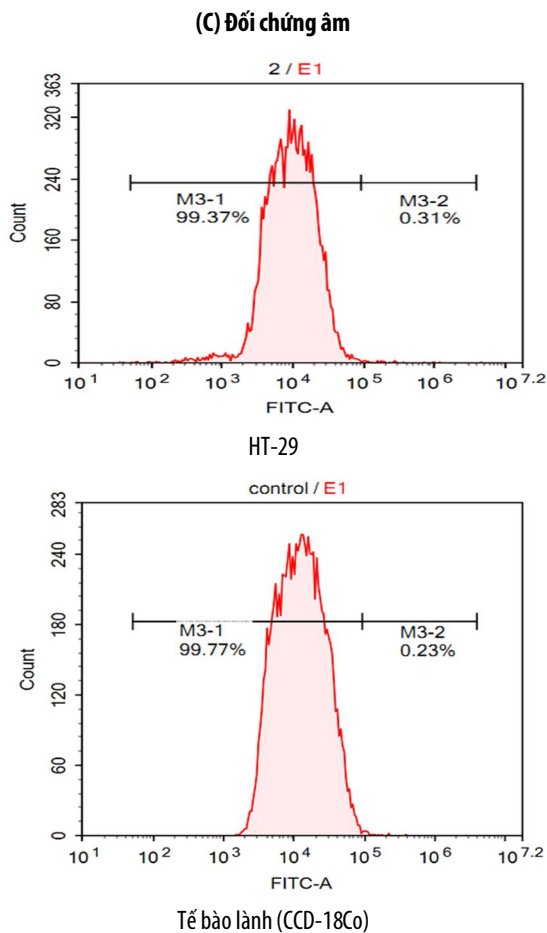 (C) Đối chứng âm
2 / E1
Count
363
320
240
160
80
0
M3-1
99.37%
M3-2
0.31%
10 1 10 2 10 3 10 4 10 5 10 6 10 7.2
FITC-A
HT-29
control / E1
Count
283
240
180
120
60
0
M3-1
99.77%
M3-2
0.23%
10 1 10 2 10 3 10 4 10 5 10 6 10 7.2
FITC-A
Tế bào lành (CCD-18Co)